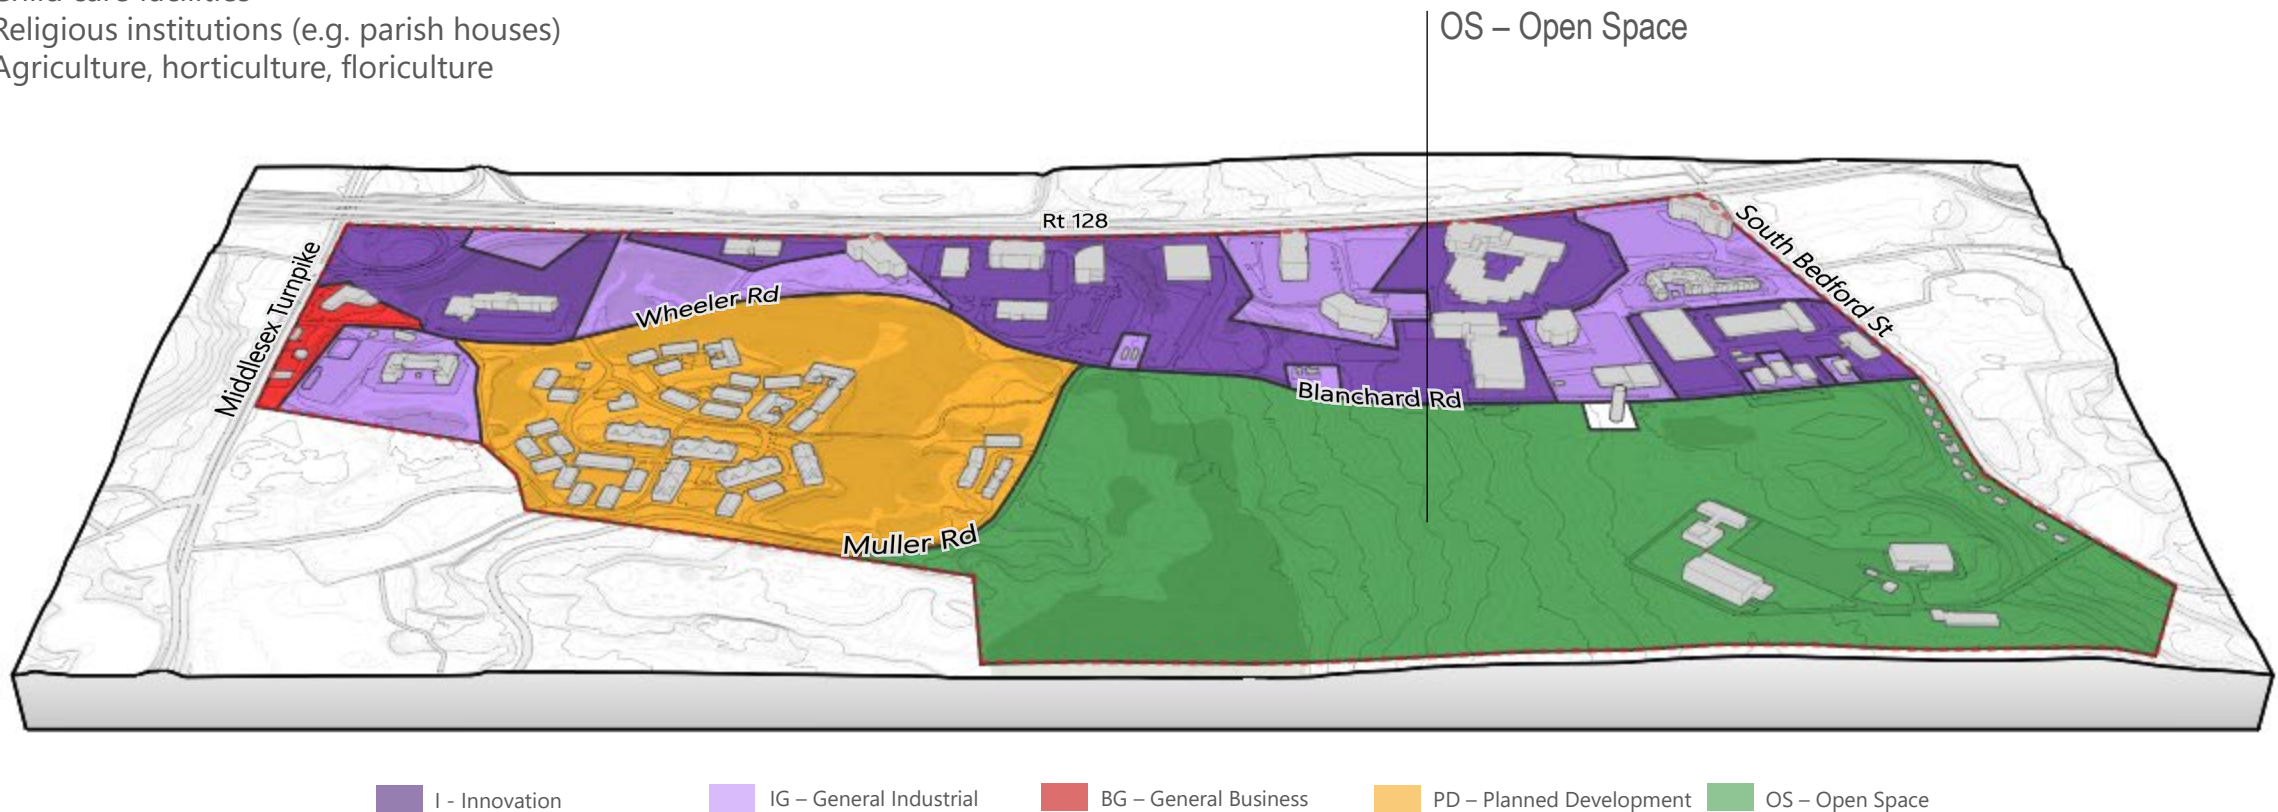 Religious institutions (e.g. parish houses)
Agriculture, horticulture, floriculture
OS – Open Space
Rt 128
South Bedford St
Middlesex Turnpike
Wheeler Rd
Blanchard Rd
Muller Rd
I - Innovation
IG – General Industrial
BG – General Business
PD – Planned Development
OS – Open Space